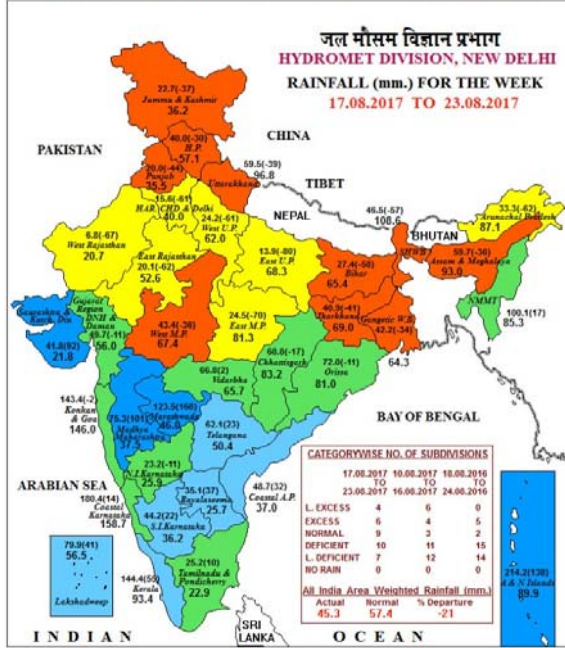 जल मौसम विज्ञान प्रभाग
HYDROMET DIVISION, NEW DELHI
RAINFALL (mm.) FOR THE WEEK
17.08.2017 TO 23.08.2017
22.7(-37)
Jammu & Kashmir
36.2
CHINA
40.0(-30)
H.P.
57.1
PAKISTAN
20.0(-44)
Punjab
35.5
59.5(-39)
96.8
Uttarakhand
TIBET
15.6(-61)
HAR. CHD & Delhi
40.0
NEPAL
24.2(-61)
West U.P.
62.0
46.5(-57)
108.6
BHUTAN
33.3(-62)
Arunachal Pradesh
87.1
6.8(-67)
West Rajasthan
20.7
East Rajasthan
20.1(-62)
52.6
13.9(-80)
East U.P.
68.3
27.4(-58)
Bihar
65.4
SHWB
59.7(-36)
Assam & Meghalaya
93.0
NMMT
100.1(17)
85.3
Gujarat
Region
DNH &
Daman
49.7(-11)
56.0
Saurashtra &
Kutch, Diu
41.8(92)
21.8
43.4(-36)
West M.P.
67.4
24.5(-70)
East M.P.
81.3
40.9(-41)
Jharkhand
69.0
Gangetic W.B.
42.2(-34)
64.3
66.8(2)
Vidarbha
65.7
68.8(-17)
Chhattisgarh
83.2
72.0(-11)
Orissa
81.0
143.4(-2)
Konkan
& Goa
146.0
75.3(101)
Madhya
Maharashtra
37.5
123.5(168)
Marathwada
46.0
62.1(23)
Telangana
50.4
BAY OF BENGAL
ARABIAN SEA
23.2(-11)
N.I.Karnataka
25.9
180.4(14)
Coastal
Karnataka
158.7
35.1(37)
Rayalaseema
25.7
48.7(32)
Coastal A.P.
37.0
44.2(22)
S.I.Karnataka
36.2
25.2(10)
Tamilnadu &
Pondicherry
22.9
144.4(55)
Kerala
93.4
79.9(41)
56.5
Lakshadweep
214.2(138)
A & N Islands
89.9
CATEGORYWISE NO. OF SUBDIVISIONS
17.08.2017 10.08.2017 18.08.2016
TO TO TO
23.08.2017 16.08.2017 24.08.2016
L. EXCESS 4 6 0
EXCESS 6 4 5
NORMAL 9 3 2
DEFICIENT 10 11 15
L. DEFICIENT 7 12 14
NO RAIN 0 0 0
All India Area Weighted Rainfall (mm.)
Actual Normal % Departure
45.3 57.4 -21
SRI
LANKA
INDIAN OCEAN